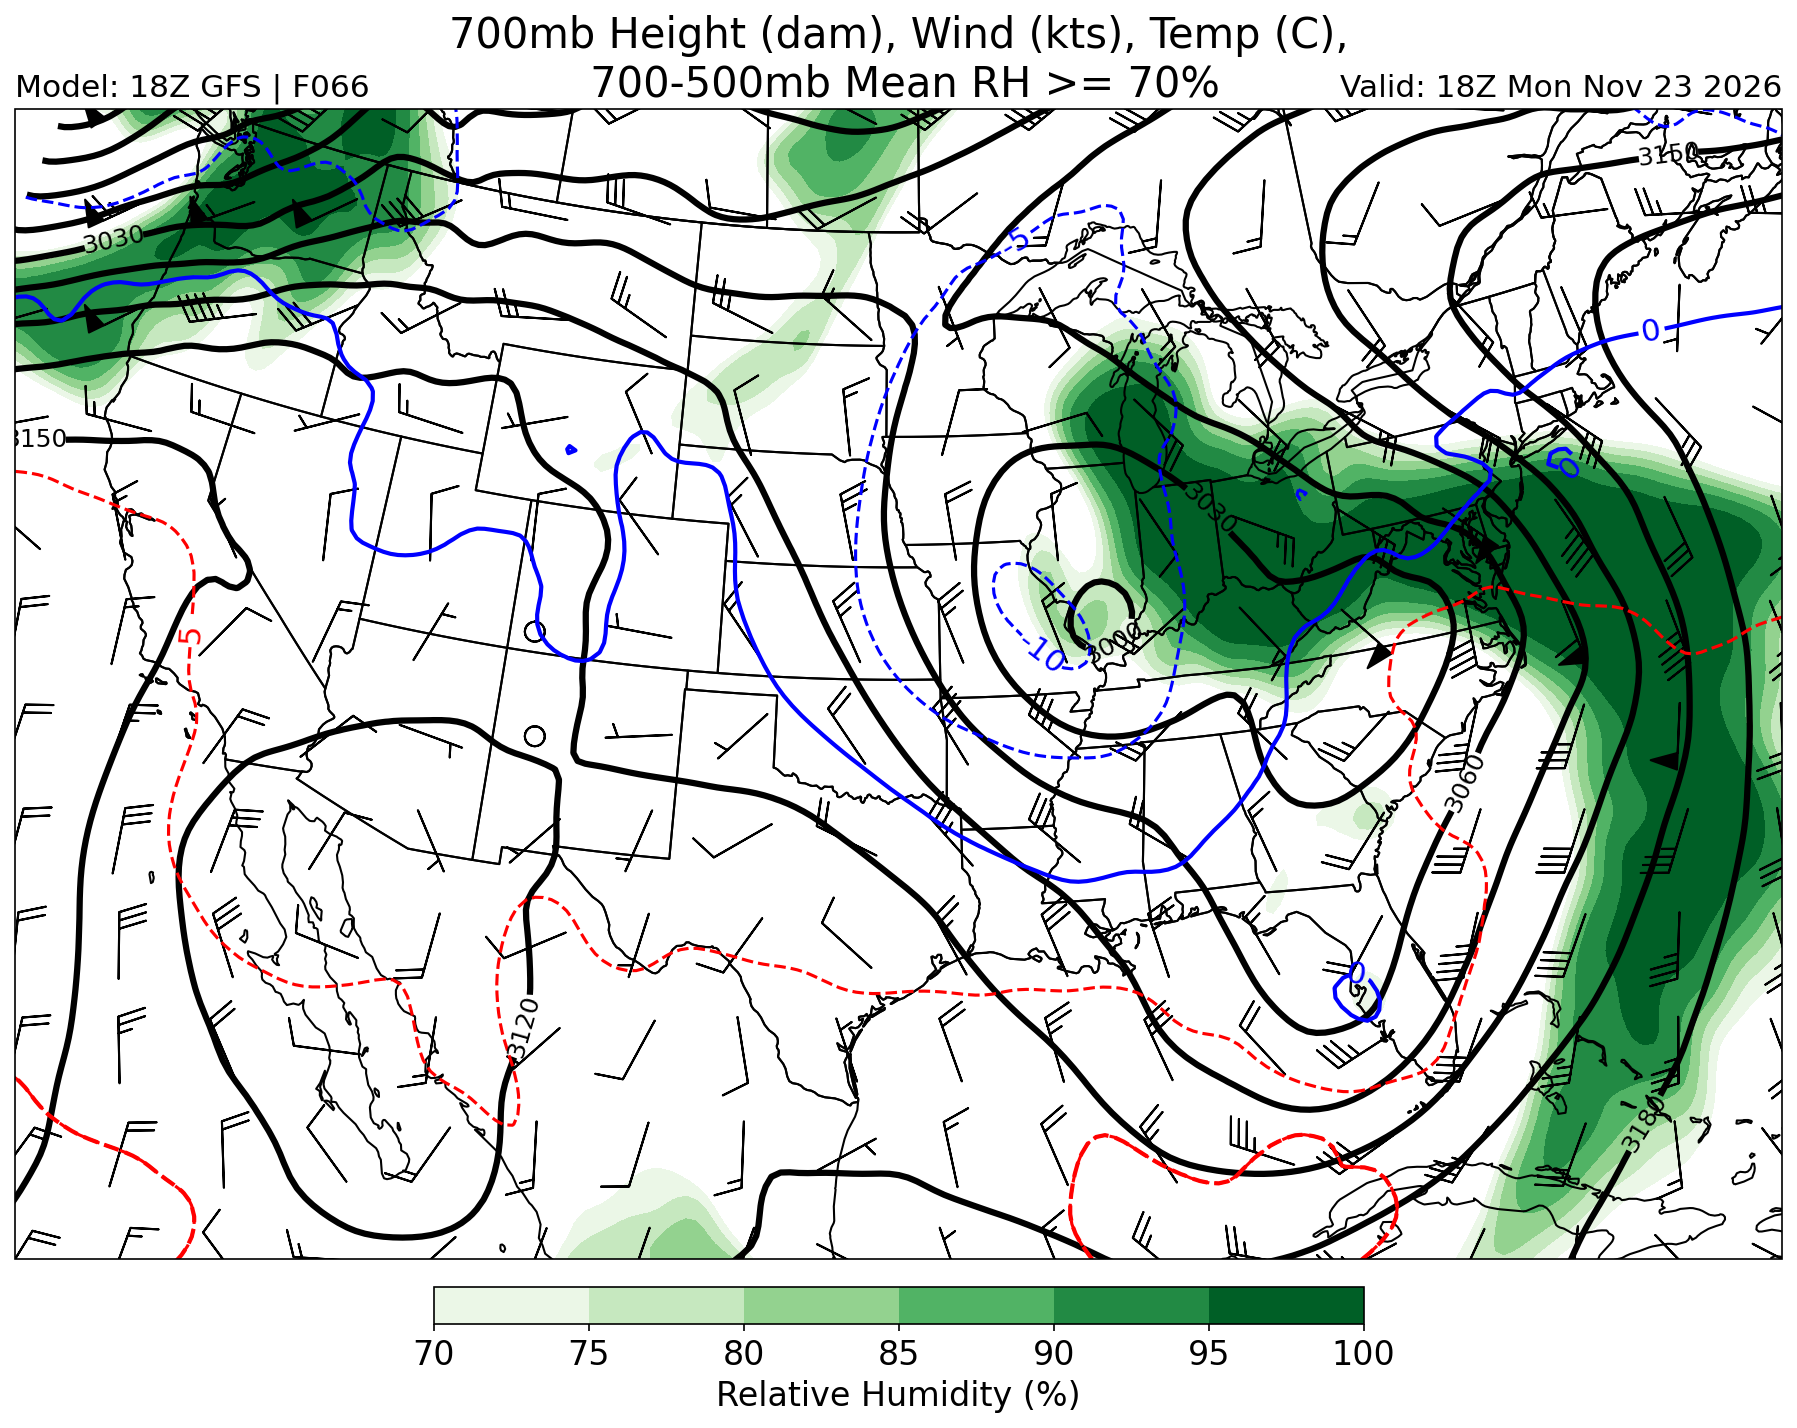 700mb Height (dam), Wind (kts), Temp (C),
700-500mb Mean RH >= 70%
Model: 18Z GFS | F066
Valid: 18Z Mon Nov 23 2026
3150
3030
-5
0
3150
0
3030
5
3000
-10
3060
0
3120
3180
70 75 80 85 90 95 100
Relative Humidity (%)